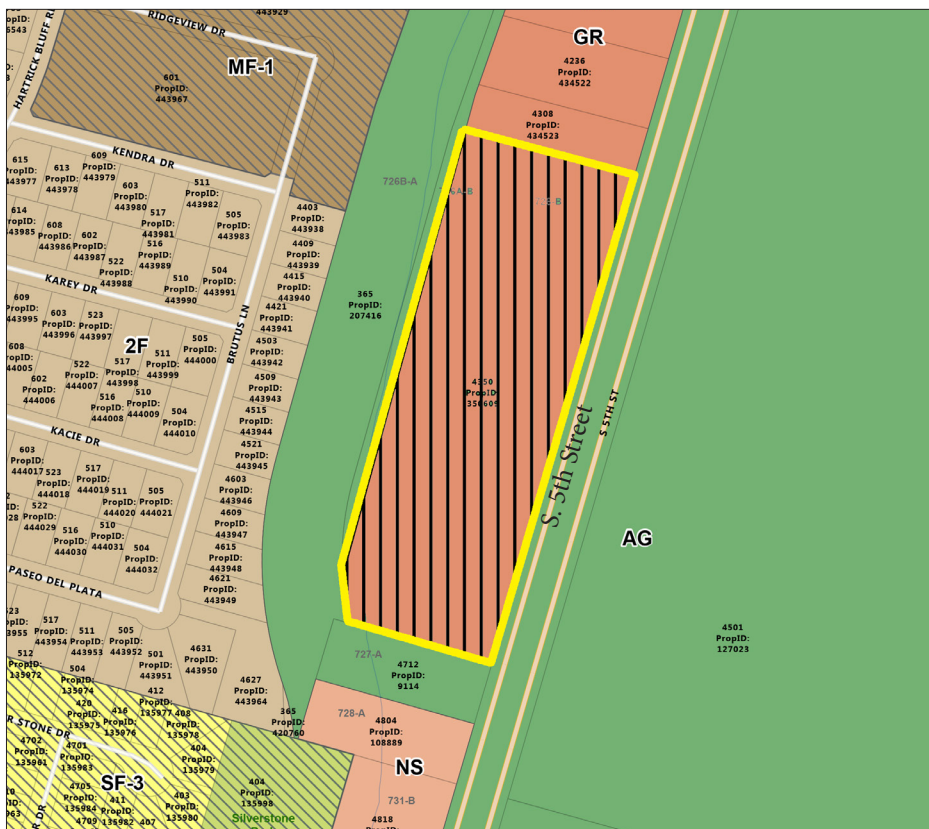 443929
RIDGEVIEW DR
HARTRICK BLUFF
MF-1
601
PropID:
443967
GR
4236
PropID:
434522
4308
PropID:
434523
KENDRA DR
615
443977
613
PropID:
443978
609
PropID:
443979
603
PropID:
443980
517
PropID:
443981
511
PropID:
443982
505
PropID:
443983
614
443985
608
PropID:
443986
602
PropID:
443987
522
PropID:
443988
516
PropID:
443989
510
PropID:
443990
504
PropID:
443991
4403
PropID:
443938
4409
PropID:
443939
4415
PropID:
443940
4421
PropID:
443941
4503
PropID:
443942
4509
PropID:
443943
4515
PropID:
443944
4521
PropID:
443945
4603
PropID:
443946
4609
PropID:
443947
4615
PropID:
443948
4621
PropID:
443949
726B-A
365
PropID:
207416
4350
PropID:
350609
KAREY DR
BRUTUS LN
2F
609
PropID:
443995
603
PropID:
443996
523
PropID:
443997
517
PropID:
443998
511
PropID:
443999
505
PropID:
444000
608
PropID:
602
PropID:
444006
522
PropID:
444007
516
PropID:
444008
510
PropID:
444009
504
PropID:
444010
KACIE DR
603
PropID:
444017
523
PropID:
444018
517
PropID:
444019
511
PropID:
444020
505
PropID:
444021
522
PropID:
444029
516
PropID:
444030
510
PropID:
444031
504
PropID:
444032
PASEO DEL PLATA
S. 5th Street
S 5TH ST
AG
4501
PropID:
127023
517
PropID:
443954
511
PropID:
443953
505
PropID:
443952
501
PropID:
443951
4631
PropID:
443950
4627
PropID:
443964
512
PropID:
135972
504
PropID:
135974
420
PropID:
135975
416
PropID:
135976
412
PropID:
135977
408
PropID:
135978
404
PropID:
135979
STONE DR
4702
PropID:
135961
4701
PropID:
135983
SF-3
4705
PropID:
135984
411
PropID:
135982
403
PropID:
135980
4709
407
404
PropID:
135998
Silverstone
365
PropID:
420760
727-A
4712
PropID:
9114
728-A
4804
PropID:
108889
NS
731-B
4818